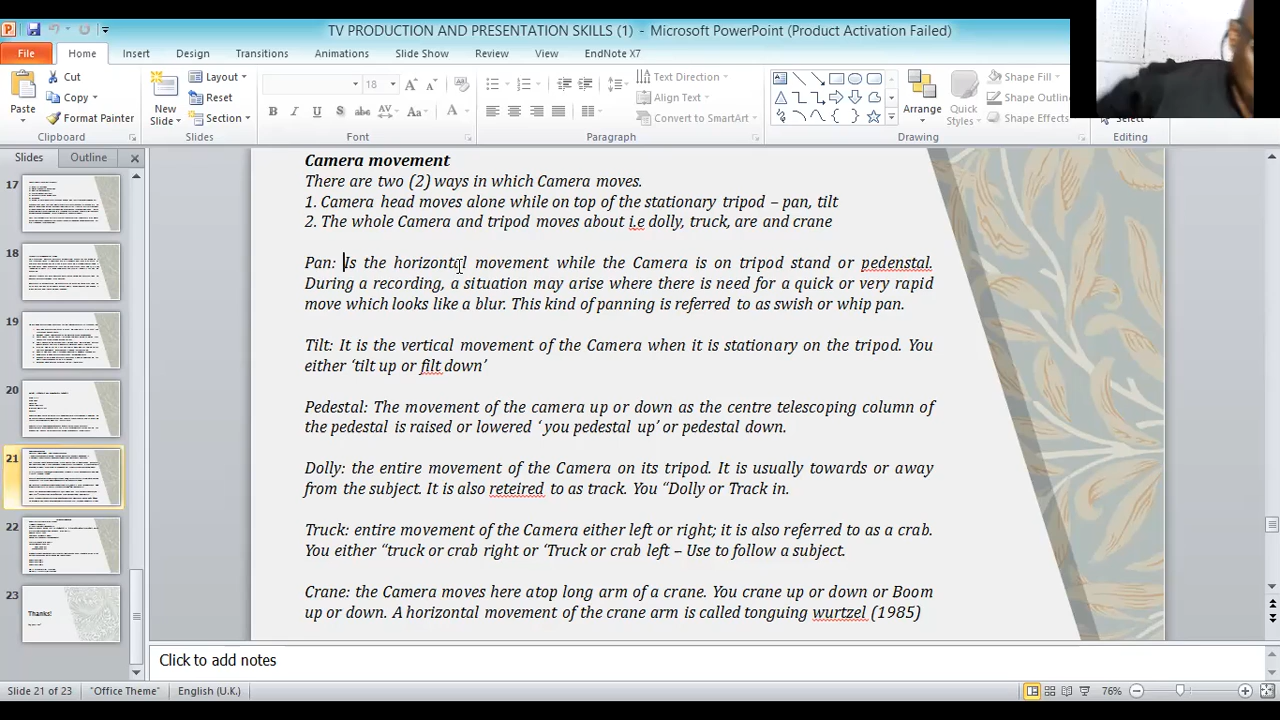 TV PRODUCTION AND PRESENTATION SKILLS (1) - Microsoft PowerPoint (Product Activation Failed)
File Home Insert Design Transitions Animations Slide Show Review View EndNote X7
Paste
Cut
Copy
Format Painter
Clipboard
New Slide
Layout
Reset
Section
Slides
18
Font
Text Direction
Align Text
Convert to SmartArt
Paragraph
Arrange
Quick Styles
Shape Fill
Shape Outline
Shape Effects
Drawing
Editing
Slides Outline
17
18
19
20
21
22
23
Thanks!
Camera movement
There are two (2) ways in which Camera moves.
1. Camera head moves alone while on top of the stationary tripod – pan, tilt
2. The whole Camera and tripod moves about i.e dolly, truck, arc and crane
Pan: Is the horizontal movement while the Camera is on tripod stand or pedenstal.
During a recording, a situation may arise where there is need for a quick or very rapid
move which looks like a blur. This kind of panning is referred to as swish or whip pan.
Tilt: It is the vertical movement of the Camera when it is stationary on the tripod. You
either ‘tilt up or filt down’
Pedestal: The movement of the camera up or down as the centre telescoping column of
the pedestal is raised or lowered ‘ you pedestal up’ or pedestal down.
Dolly: the entire movement of the Camera on its tripod. It is usually towards or away
from the subject. It is also reteired to as track. You “Dolly or Track in.
Truck: entire movement of the Camera either left or right; it is also referred to as a crab.
You either “truck or crab right or ‘Truck or crab left – Use to follow a subject.
Crane: the Camera moves here atop long arm of a crane. You crane up or down or Boom
up or down. A horizontal movement of the crane arm is called tonguing wurtzel (1985)
Click to add notes
Slide 21 of 23 "Office Theme" English (U.K.) 76%